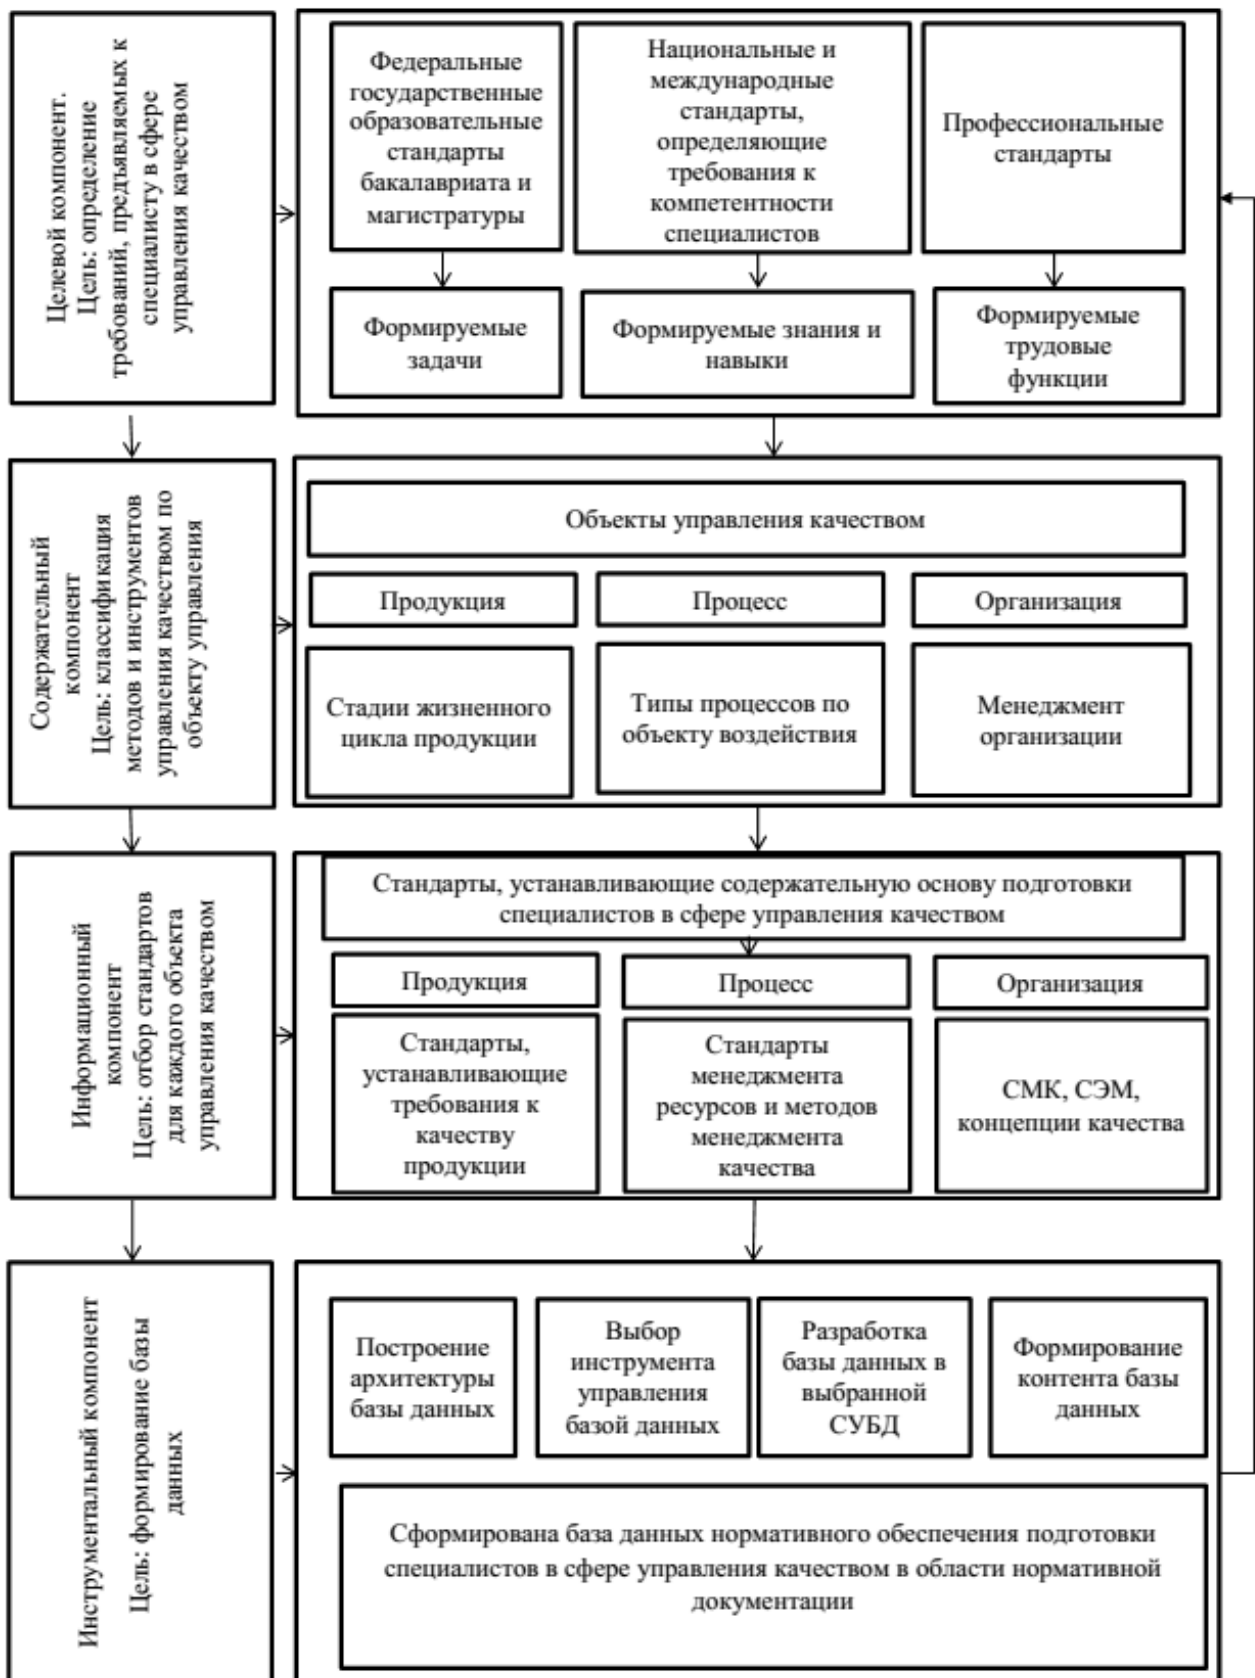 Целевой компонент.
Цель: определение
требований, предъявляемых к
специалисту в сфере
управления качеством
Федеральные
государственные
образовательные
стандарты
бакалавриата и
магистратуры
Национальные и
международные
стандарты,
определяющие
требования к
компетентности
специалистов
Профессиональные
стандарты
Формируемые
задачи
Формируемые знания и
навыки
Формируемые
трудовые
функции
Содержательный
компонент
Цель: классификация
методов и инструментов
управления качеством по
объекту управления
Объекты управления качеством
Продукция
Процесс
Организация
Стадии жизненного
цикла продукции
Типы процессов по
объекту воздействия
Менеджмент
организации
Информационный
компонент
Цель: отбор стандартов
для каждого объекта
управления качеством
Стандарты, устанавливающие содержательную основу подготовки
специалистов в сфере управления качеством
Продукция
Процесс
Организация
Стандарты,
устанавливающие
требования к
качеству
продукции
Стандарты
менеджмента
ресурсов и методов
менеджмента
качества
СМК, СЭМ,
концепции качества
Инструментальный компонент
Цель: формирование базы
данных
Построение
архитектуры
базы данных
Выбор
инструмента
управления
базой данных
Разработка
базы данных в
выбранной
СУБД
Формирование
контента базы
данных
Сформирована база данных нормативного обеспечения подготовки
специалистов в сфере управления качеством в области нормативной
документации